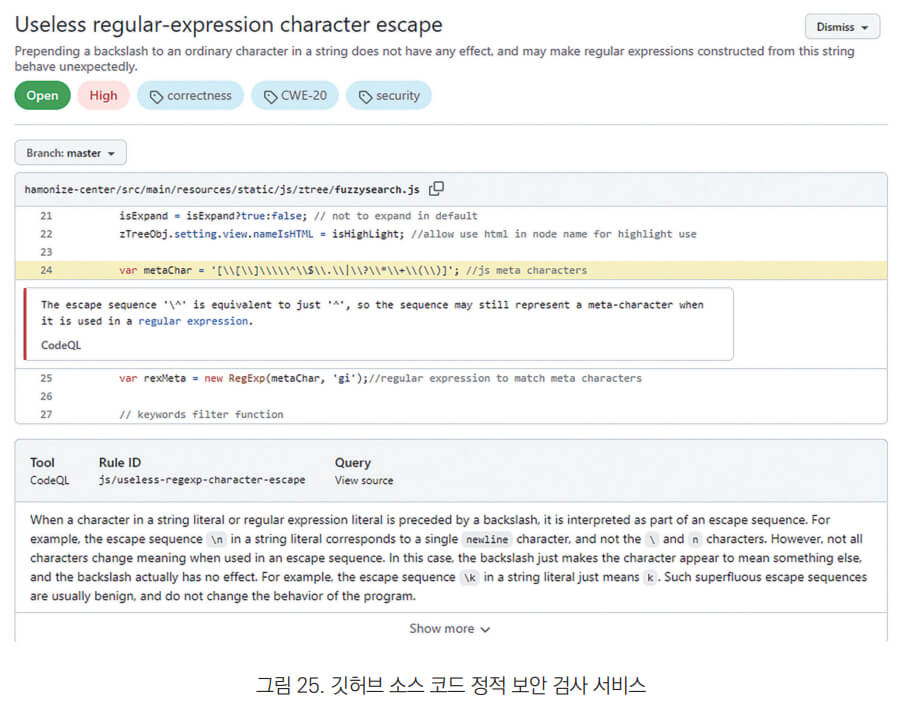 Useless regular-expression character escape
Dismiss
Prepending a backslash to an ordinary character in a string does not have any effect, and may make regular expressions constructed from this string
behave unexpectedly.
Open High correctness CWE-20 security
Branch: master
hamonize-center/src/main/resources/static/js/ztree/fuzzysearch.js
21 isExpand = isExpand?true:false; // not to expand in default
22 zTreeObj.setting.view.nameIsHTML = isHighLight; //allow use html in node name for highlight use
23
24 var metaChar = '[\\[\\]\\\\\^\\$\\.\\|\\?\\*\\+\\(\\)]'; //js meta characters
The escape sequence '\^' is equivalent to just '^', so the sequence may still represent a meta-character when
it is used in a regular expression.
CodeQL
25 var rexMeta = new RegExp(metaChar, 'gi');//regular expression to match meta characters
26
27 // keywords filter function
Tool Rule ID Query
CodeQL js/useless-regexp-character-escape View source
When a character in a string literal or regular expression literal is preceded by a backslash, it is interpreted as part of an escape sequence. For
example, the escape sequence \n in a string literal corresponds to a single newline character, and not the \ and n characters. However, not all
characters change meaning when used in an escape sequence. In this case, the backslash just makes the character appear to mean something else,
and the backslash actually has no effect. For example, the escape sequence \k in a string literal just means k. Such superfluous escape sequences
are usually benign, and do not change the behavior of the program.
Show more
그림 25. 깃허브 소스 코드 정적 보안 검사 서비스